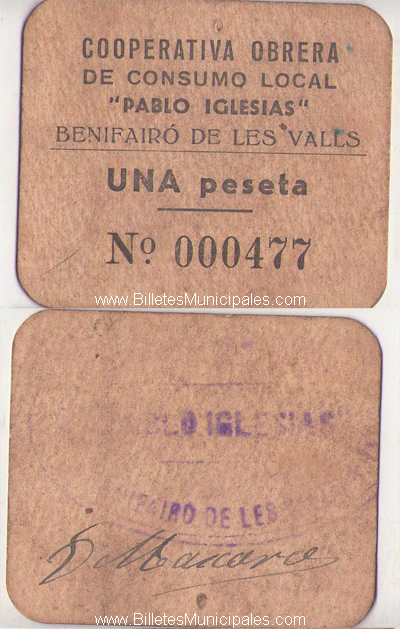 COOPERATIVA OBRERA
DE CONSUMO LOCAL
"PABLO IGLESIAS"
BENIFAIRÓ DE LES VALLS
UNA peseta
Nº 000477
www.BilletesMunicipales.com
PABLO IGLESIAS"
BENIFAIRO DE LES
www.BilletesMunicipales.com